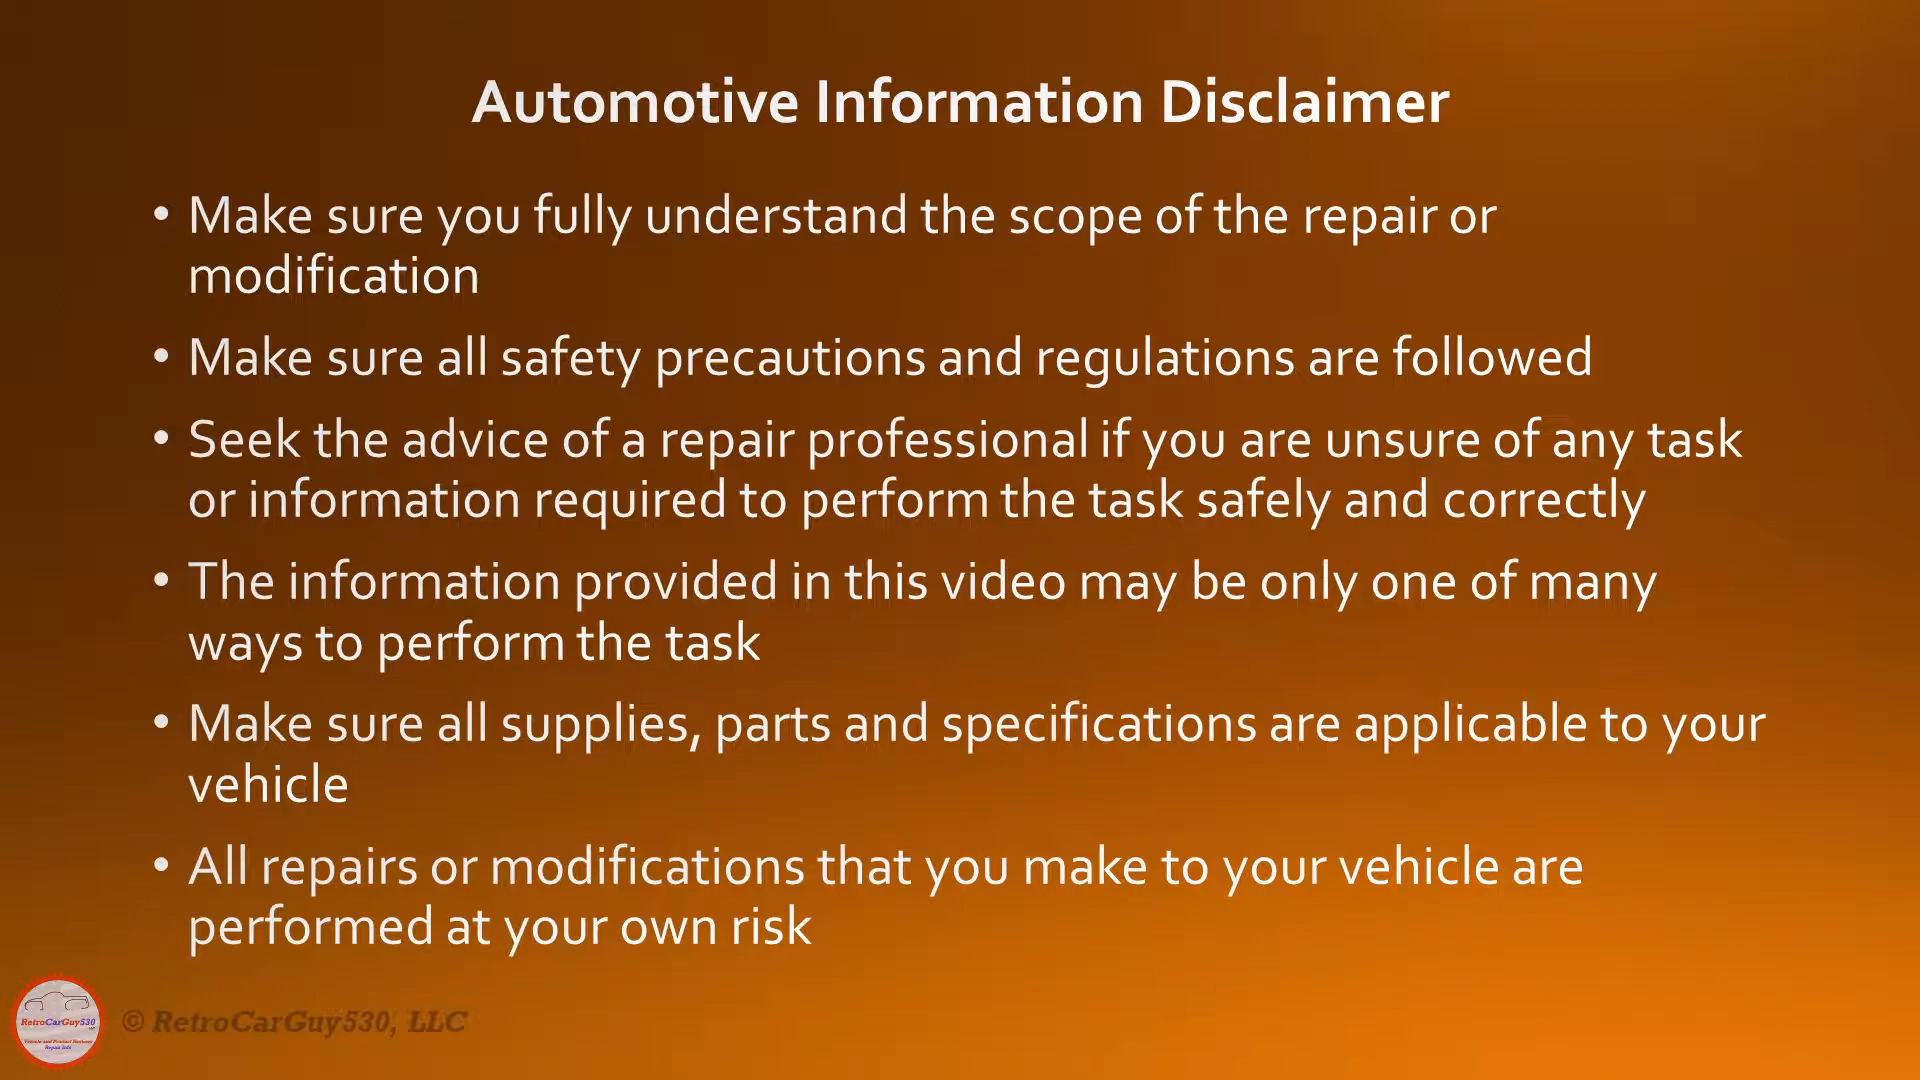 Automotive Information Disclaimer
• Make sure you fully understand the scope of the repair or
modification
• Make sure all safety precautions and regulations are followed
• Seek the advice of a repair professional if you are unsure of any task
or information required to perform the task safely and correctly
• The information provided in this video may be only one of many
ways to perform the task
• Make sure all supplies, parts and specifications are applicable to your
vehicle
• All repairs or modifications that you make to your vehicle are
performed at your own risk
RetroCarGuy530
© RetroCarGuy530, LLC
Repair Info